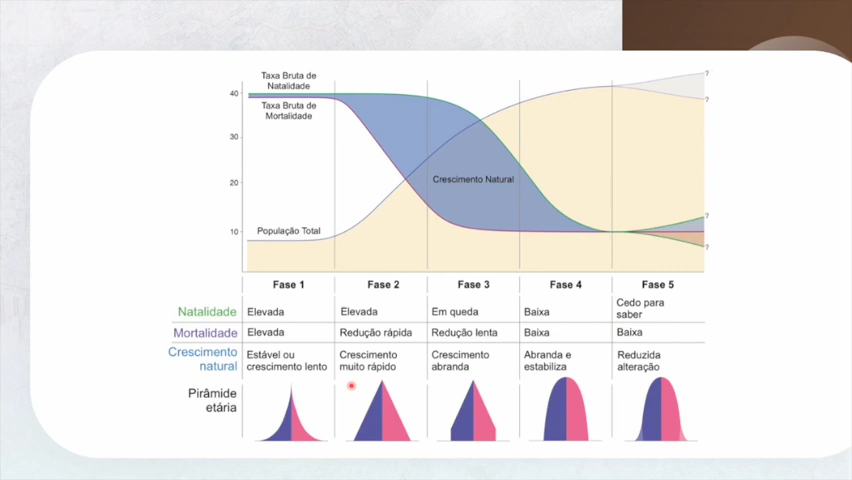 Taxa Bruta de
Natalidade
40
Taxa Bruta de
Mortalidade
30
20
10
Crescimento Natural
População Total
?
?
?
?
Fase 1 Fase 2 Fase 3 Fase 4 Fase 5
Natalidade Elevada Elevada Em queda Baixa Cedo para
saber
Mortalidade Elevada Redução rápida Redução lenta Baixa Baixa
Crescimento Estável ou Crescimento Crescimento Abranda e Reduzida
natural crescimento lento muito rápido abranda estabiliza alteração
Pirâmide
etária